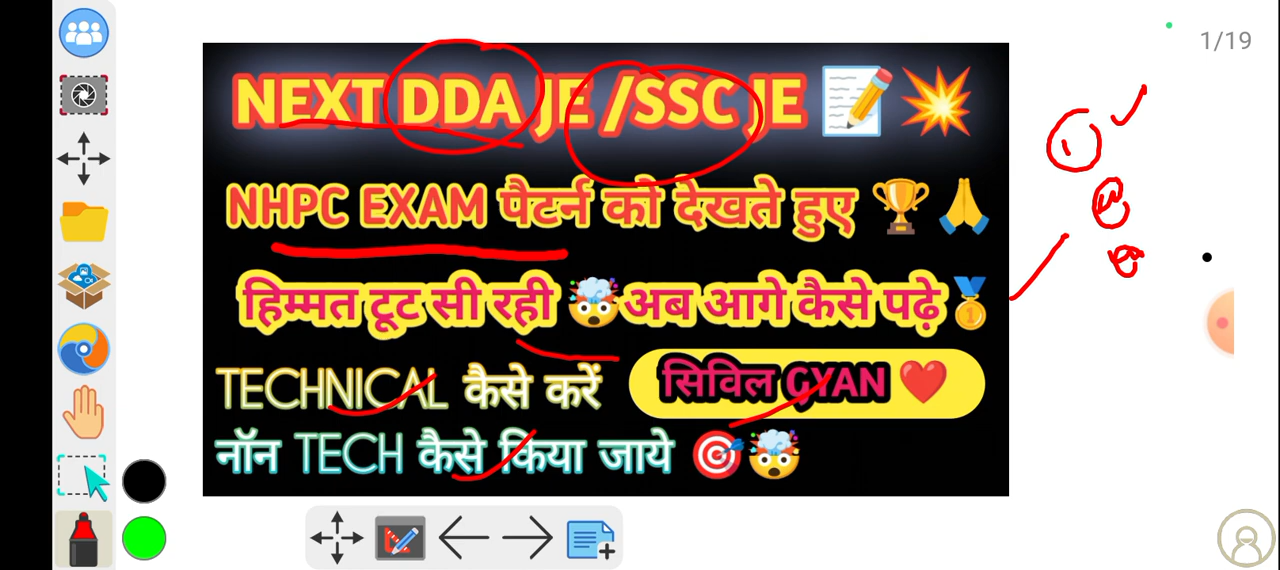 1/19
NEXT DDA JE /SSC JE
NHPC EXAM पैटर्न को देखते हुए
हिम्मत टूट सी रही अब आगे कैसे पढ़े
TECHNICAL कैसे करें
सिविल GYAN
नॉन TECH कैसे किया जाये
1